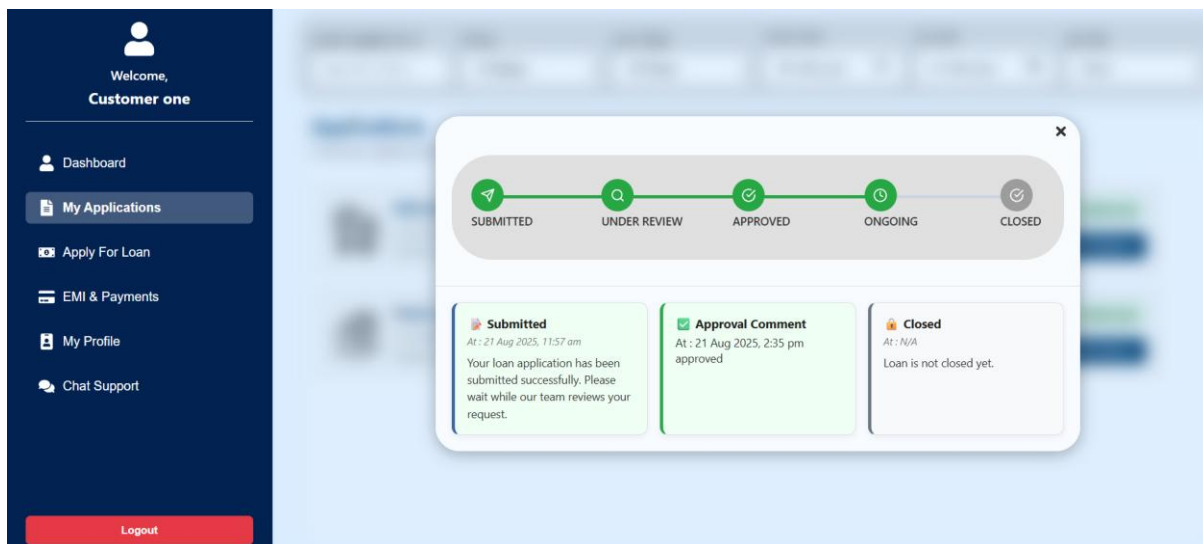 Welcome,
Customer one
Dashboard
My Applications
Apply For Loan
EMI & Payments
My Profile
Chat Support
Logout
SUBMITTED
UNDER REVIEW
APPROVED
ONGOING
CLOSED
Submitted
At : 21 Aug 2025, 11:57 am
Your loan application has been
submitted successfully. Please
wait while our team reviews your
request.
Approval Comment
At : 21 Aug 2025, 2:35 pm
approved
Closed
At : N/A
Loan is not closed yet.